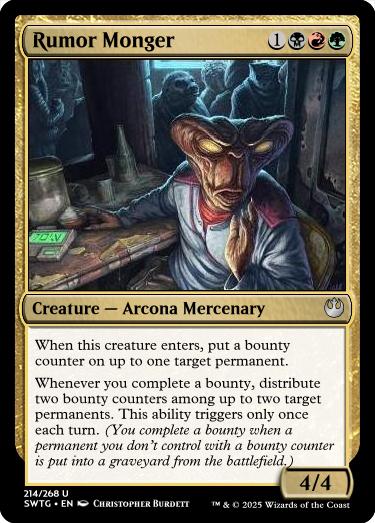 Rumor Monger 1
Creature — Arcona Mercenary
When this creature enters, put a bounty
counter on up to one target permanent.
Whenever you complete a bounty, distribute
two bounty counters among up to two target
permanents. This ability triggers only once
each turn. (You complete a bounty when a
permanent you don't control with a bounty counter
is put into a graveyard from the battlefield.)
4/4
214/268 U
SWTG • EN Christopher Burdett
™ & © 2025 Wizards of the Coast